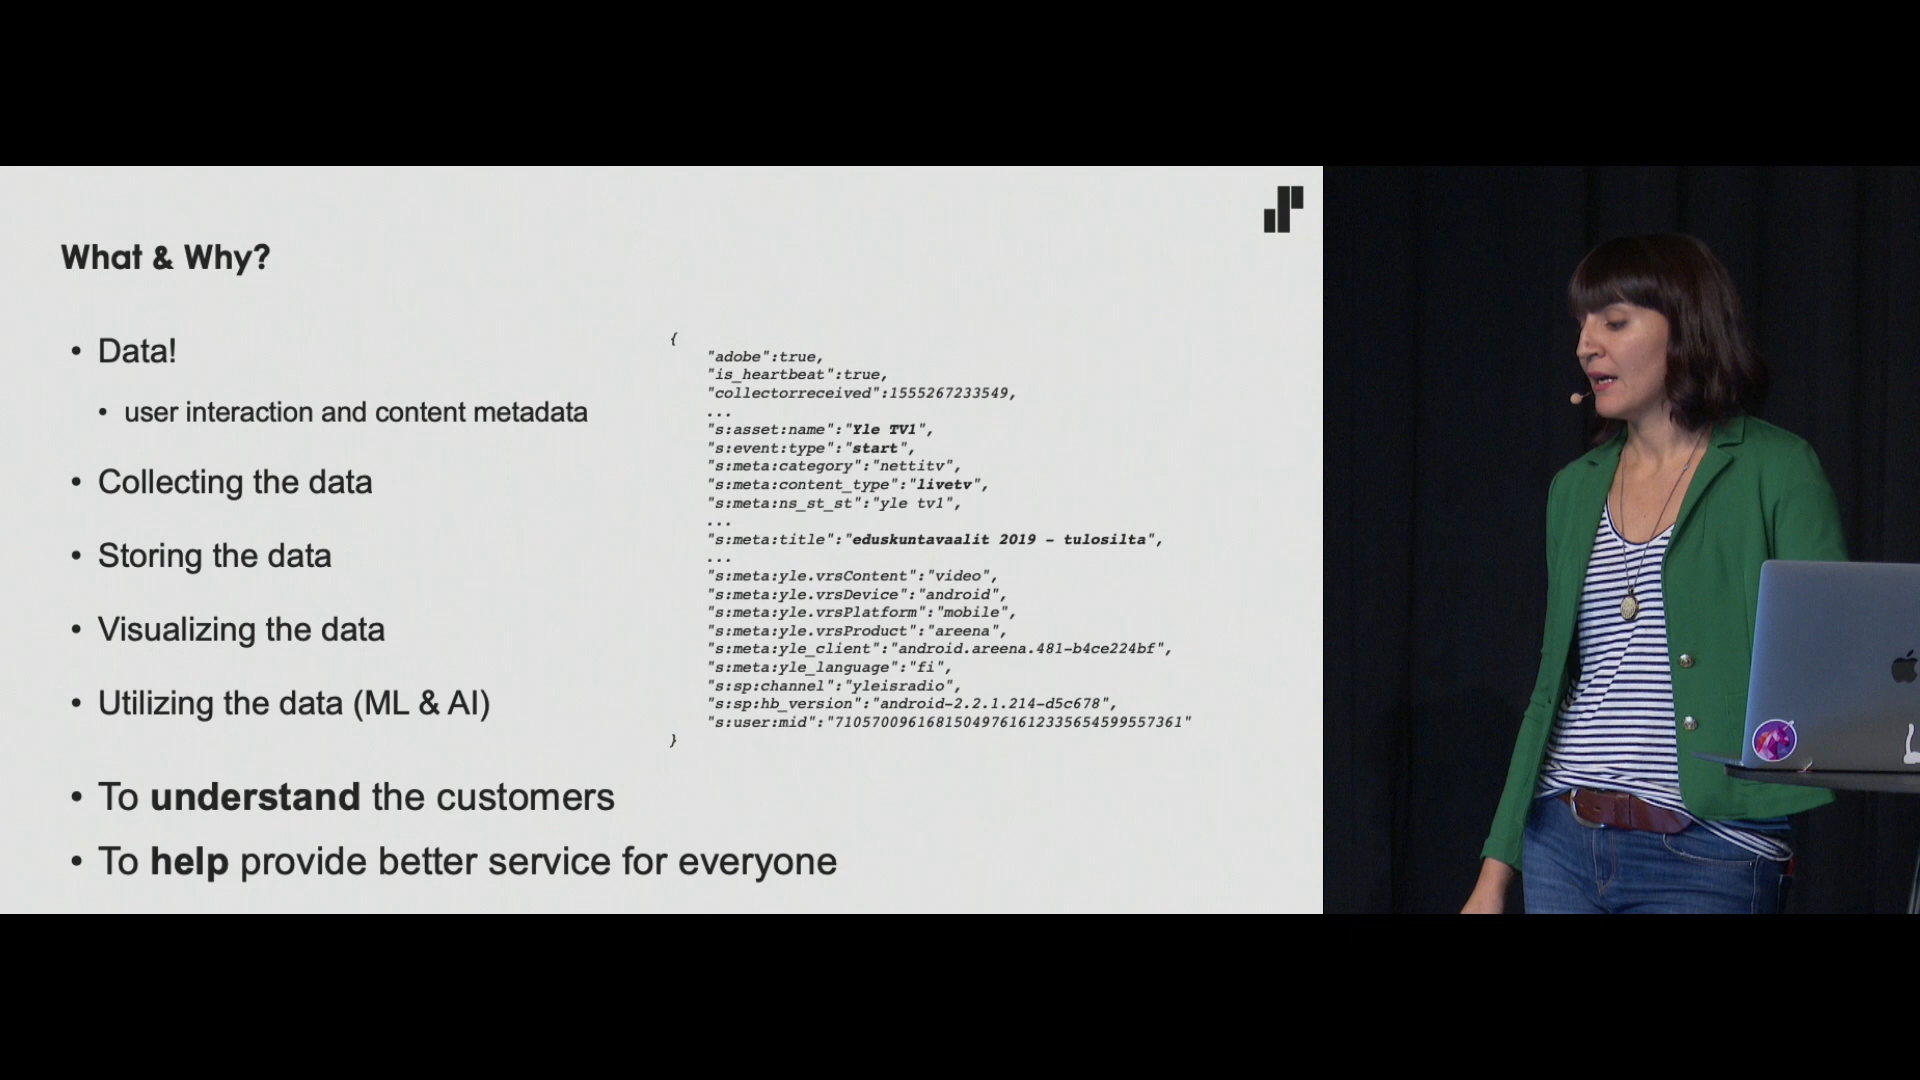 What & Why?
• Data!
• user interaction and content metadata
• Collecting the data
• Storing the data
• Visualizing the data
• Utilizing the data (ML & AI)
• To understand the customers
• To help provide better service for everyone
{
"adobe":true,
"is_heartbeat":true,
"collectorreceived":1555267233549,
...
"s:asset:name":"Yle TV1",
"s:event:type":"start",
"s:meta:category":"nettitv",
"s:meta:content_type":"livetv",
"s:meta:ns_st_st":"yle tv1",
...
"s:meta:title":"eduskuntavaalit 2019 - tulosilta",
...
"s:meta:yle.vrsContent":"video",
"s:meta:yle.vrsDevice":"android",
"s:meta:yle.vrsPlatform":"mobile",
"s:meta:yle.vrsProduct":"areena",
"s:meta:yle_client":"android.areena.481-b4ce224bf",
"s:meta:yle_language":"fi",
"s:sp:channel":"yleisradio",
"s:sp:hb_version":"android-2.2.1.214-d5c678",
"s:user:mid":"71057009616815049761612335654599557361"
}